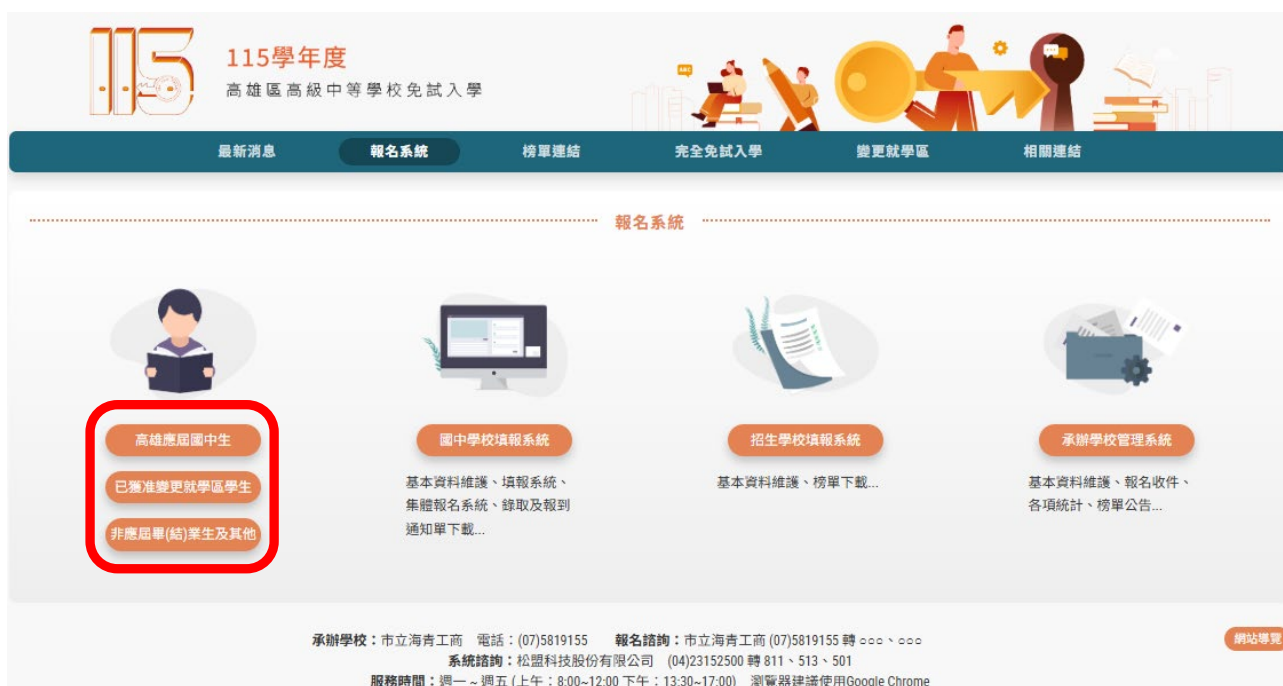 115
115學年度
高雄區高級中等學校免試入學
最新消息 報名系統 榜單連結 完全免試入學 變更就學區 相關連結
報名系統
高雄應屆國中生
已獲准變更就學區學生
非應屆畢(結)業生及其他
國中學校填報系統
基本資料維護、填報系統、
集體報名系統、錄取及報到
通知單下載...
招生學校填報系統
基本資料維護、榜單下載...
承辦學校管理系統
基本資料維護、報名收件、
各項統計、榜單公告...
承辦學校：市立海青工商 電話：(07)5819155 報名諮詢：市立海青工商 (07)5819155 轉 ○○○、○○○
系統諮詢：松盟科技股份有限公司 (04)23152500 轉 811、513、501
服務時間：週一 ~ 週五 (上午：8:00~12:00 下午：13:30~17:00) 瀏覽器建議使用Google Chrome
網站導覽